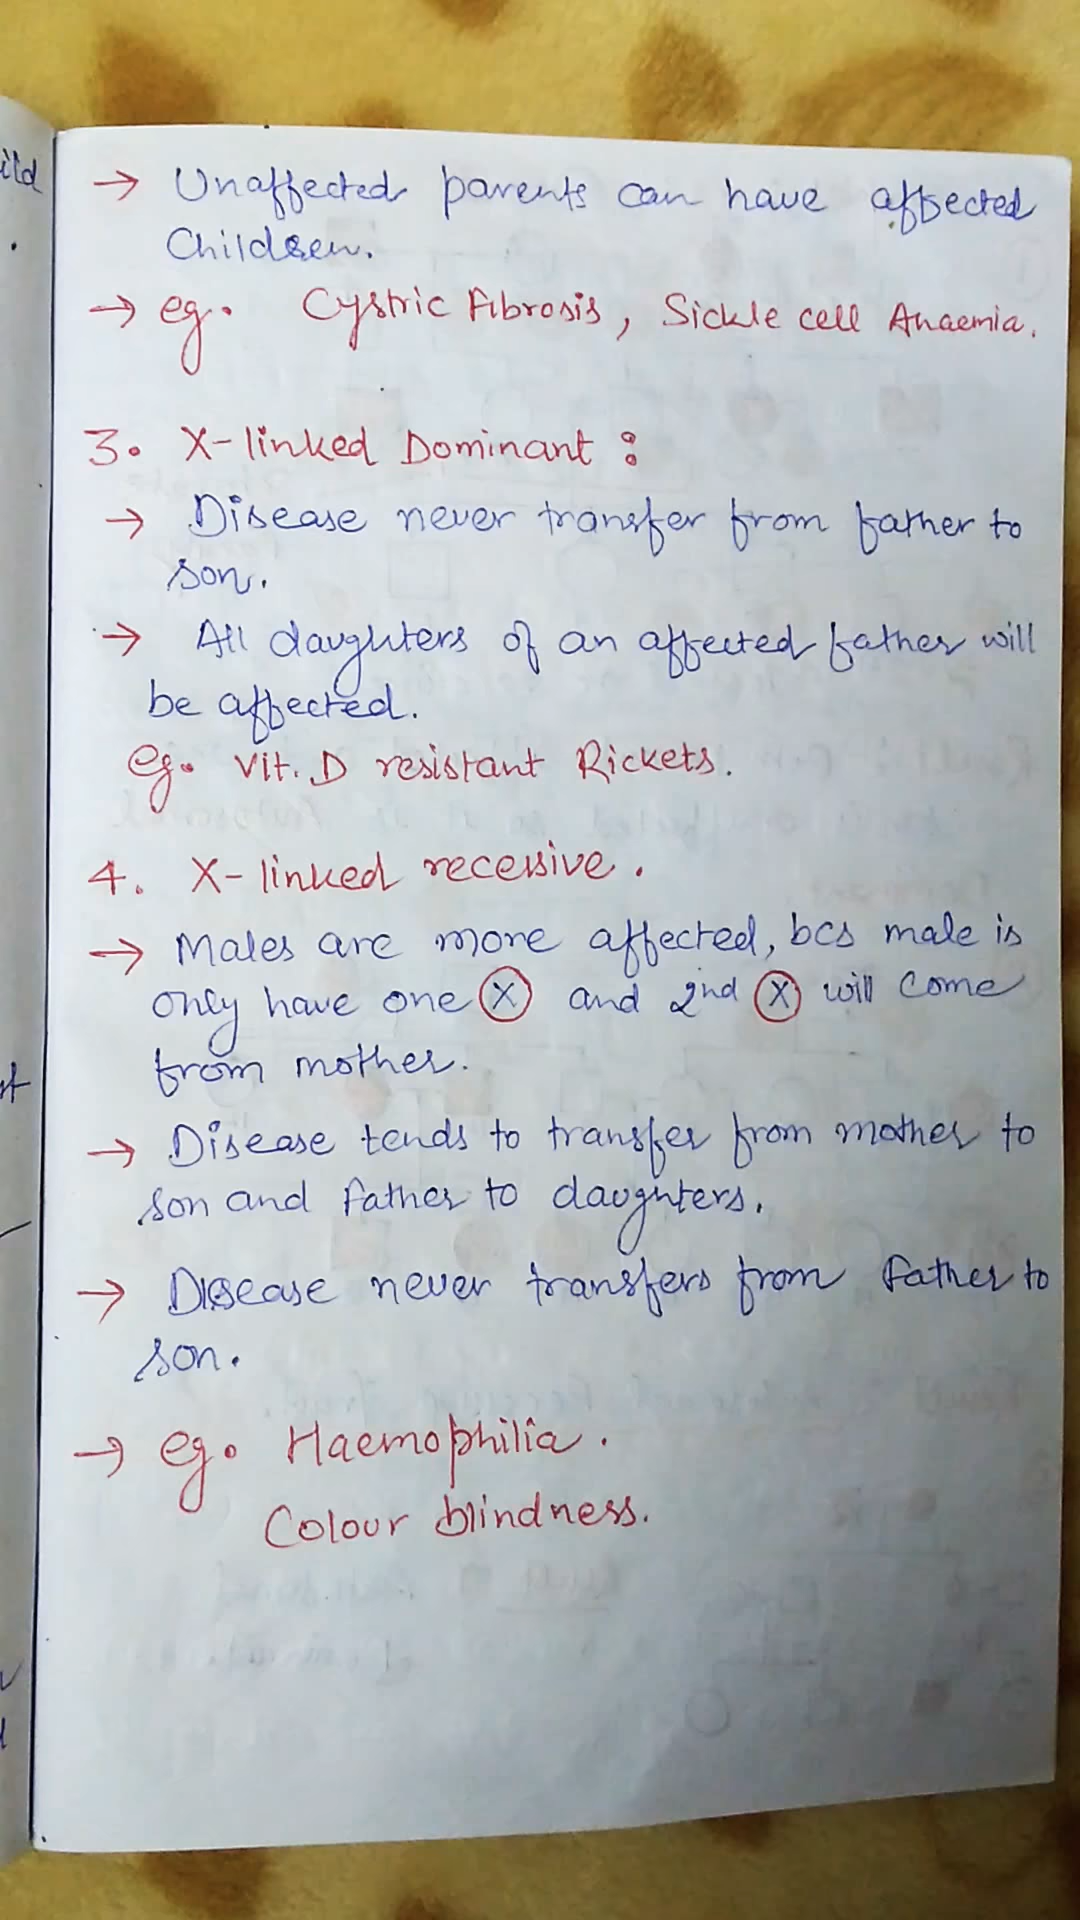 → Unaffected parents can have affected
Children.
→ eg. Cystric Fibrosis, Sickle cell Anaemia.
3. X-linked Dominant :
→ Disease never transfer from father to
son.
→ All daughters of an affected father will
be affected.
eg. Vit. D resistant Rickets.
4. X-linked recessive.
→ Males are more affected, bcs male is
only have one X and 2nd X will come
from mother.
→ Disease tends to transfer from mother to
son and Father to daughters.
→ Disease never transfers from Father to
son.
→ eg. Haemophilia.
Colour blindness.